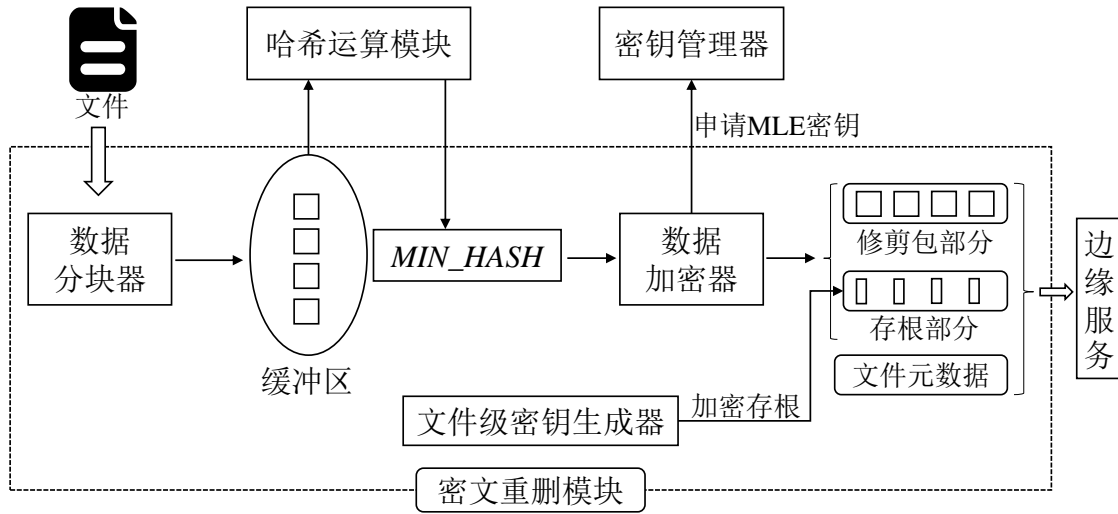 哈希运算模块
密钥管理器
文件
申请MLE密钥
数据
分块器
MIN_HASH
数据
加密器
修剪包部分
存根部分
文件元数据
边
缘
服
务
缓冲区
文件级密钥生成器
加密存根
密文重删模块